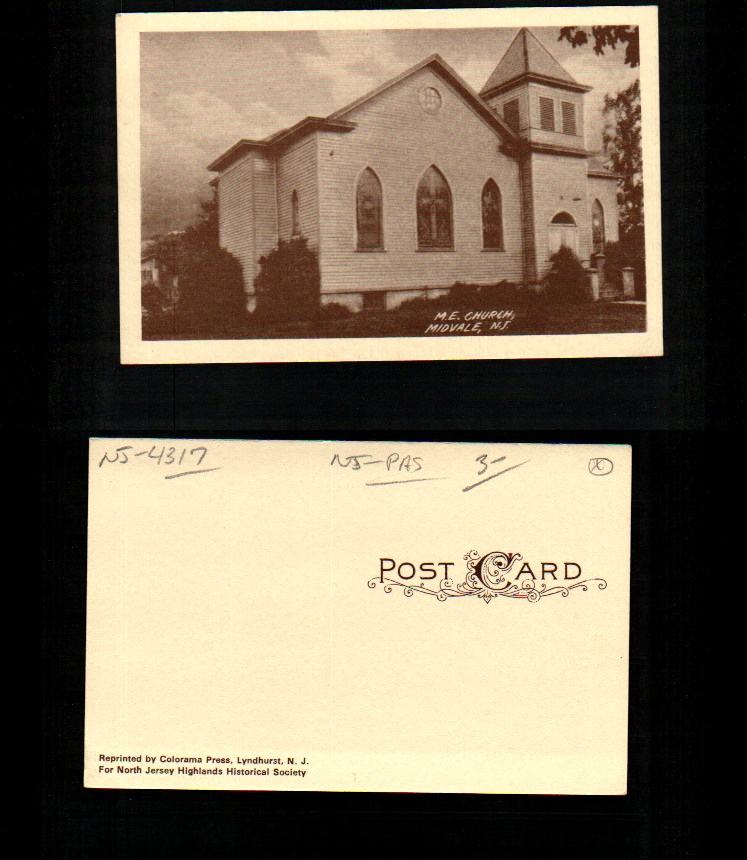 M.E. CHURCH,
MIDVALE, N.J.
NJ-4317 NJ-PAS 3- X
POST CARD
Reprinted by Colorama Press, Lyndhurst, N. J.
For North Jersey Highlands Historical Society